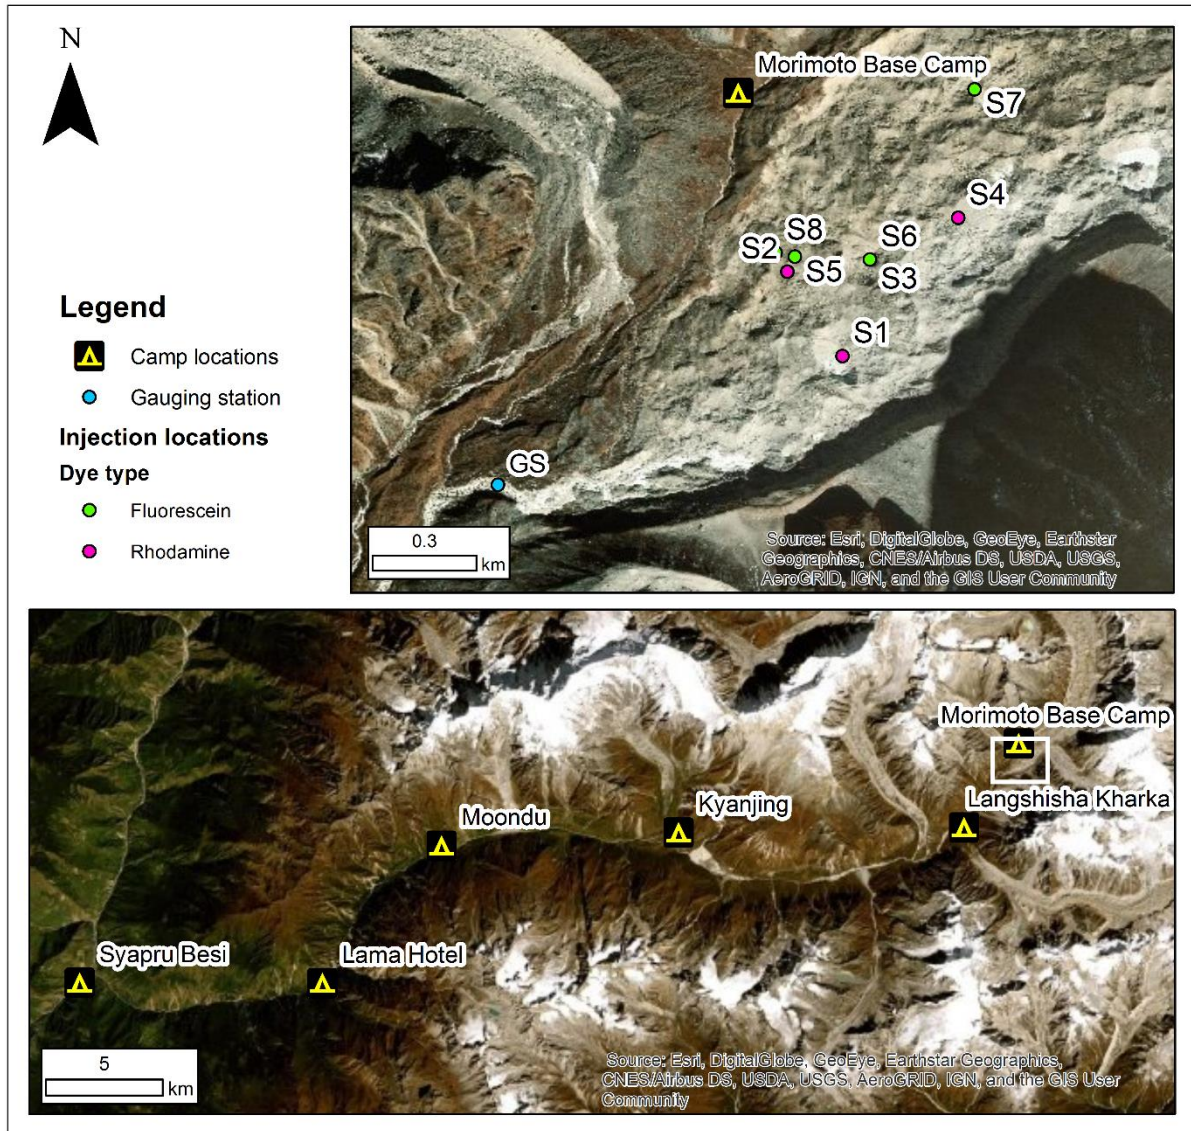 N
Morimoto Base Camp
S7
S4
S2
S8
S6
S5
S3
S1
GS
Legend
Camp locations
Gauging station
Injection locations
Dye type
Fluorescein
Rhodamine
0.3
km
Source: Esri, DigitalGlobe, GeoEye, Earthstar
Geographics, CNES/Airbus DS, USDA, USGS,
AeroGRID, IGN, and the GIS User Community
Morimoto Base Camp
Langshisha Kharka
Kyanjing
Moondu
Syapru Besi
Lama Hotel
5
km
Source: Esri, DigitalGlobe, GeoEye, Earthstar Geographics,
CNES/Airbus DS, USDA, USGS, AeroGRID, IGN, and the GIS User
Community